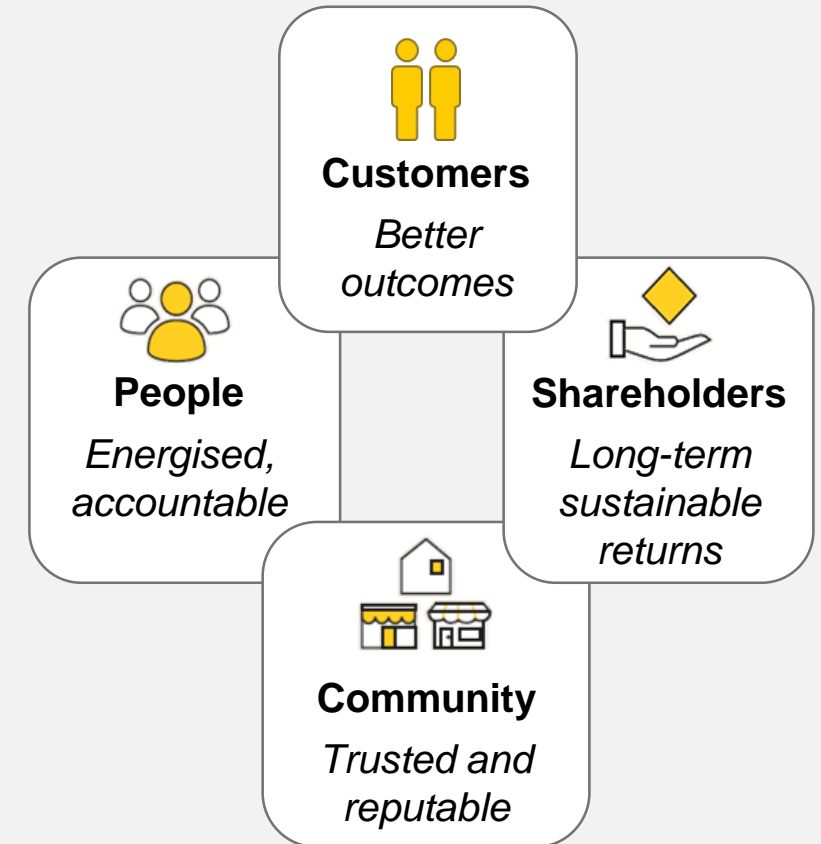 Customers
Better
outcomes
People
Energised,
accountable
Shareholders
Long-term
sustainable
returns
Community
Trusted and
reputable